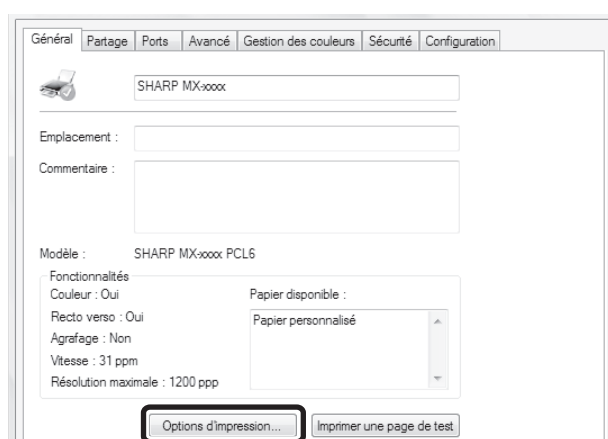 Général Partage Ports Avancé Gestion des couleurs Sécurité Configuration
SHARP MX-xxxx
Emplacement :
Commentaire :
Modèle : SHARP MX-xxxx PCL6
Fonctionnalités
Couleur : Oui Papier disponible :
Recto verso : Oui Papier personnalisé
Agrafage : Non
Vitesse : 31 ppm
Résolution maximale : 1200 ppp
Options d'impression... Imprimer une page de test